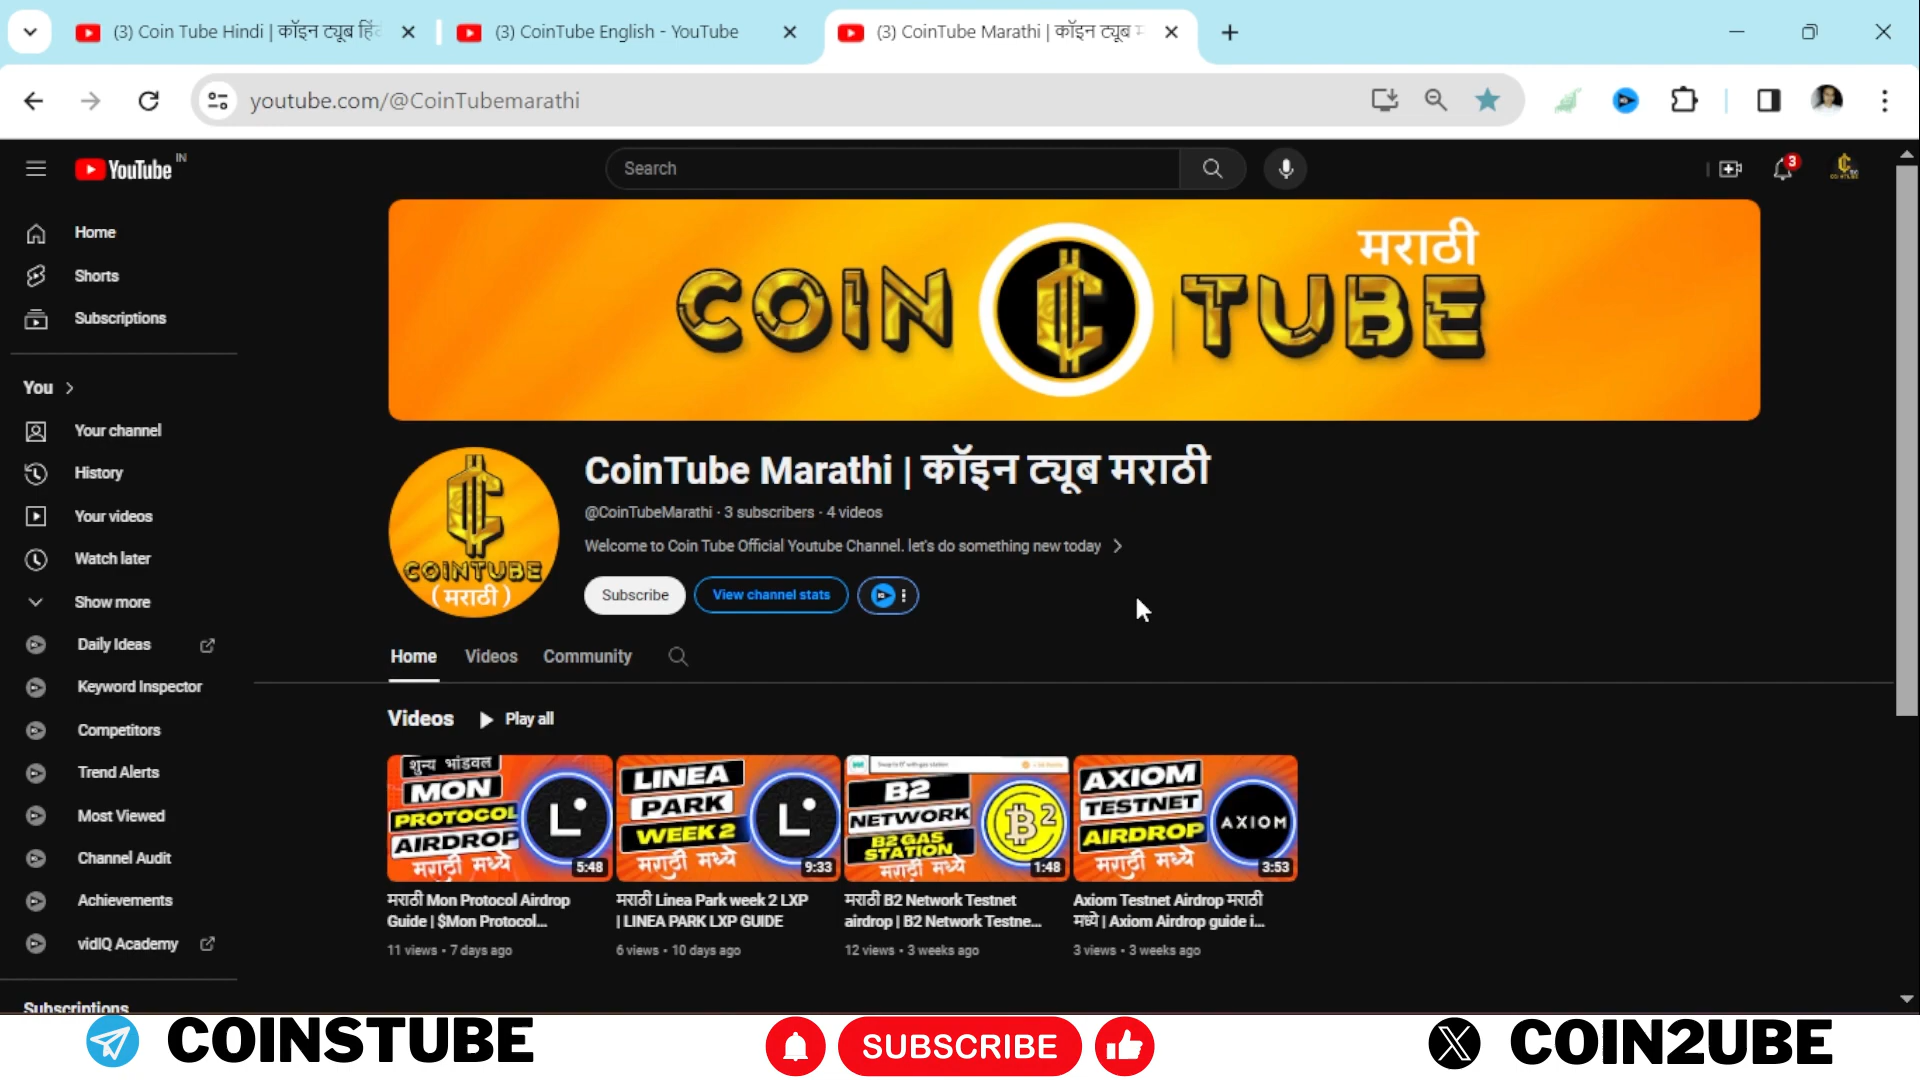 (3) Coin Tube Hindi | कॉइन ट्यूब हिं
(3) CoinTube English - YouTube
(3) CoinTube Marathi | कॉइन ट्यूब म
youtube.com/@CoinTubemarathi
YouTube IN
Search
3
Home
Shorts
Subscriptions
You
Your channel
History
Your videos
Watch later
Show more
Daily Ideas
Keyword Inspector
Competitors
Trend Alerts
Most Viewed
Channel Audit
Achievements
vidIQ Academy
Subscriptions
मराठी
COIN TUBE
COINTUBE
(मराठी)
CoinTube Marathi | कॉइन ट्यूब मराठी
@CoinTubeMarathi · 3 subscribers · 4 videos
Welcome to Coin Tube Official Youtube Channel. let's do something new today
Subscribe
View channel stats
Home Videos Community
Videos Play all
शुन्य भांडवल
MON
PROTOCOL
AIRDROP
मराठी मध्ये
5:48
मराठी Mon Protocol Airdrop
Guide | $Mon Protocol...
11 views • 7 days ago
LINEA
PARK
WEEK 2
मराठी मध्ये
9:33
मराठी Linea Park week 2 LXP
| LINEA PARK LXP GUIDE
6 views • 10 days ago
B2
NETWORK
B2 GAS
STATION
मराठी मध्ये
1:48
मराठी B2 Network Testnet
airdrop | B2 Network Testne...
12 views • 3 weeks ago
AXIOM
TESTNET
AIRDROP
मराठी मध्ये
AXIOM
3:53
Axiom Testnet Airdrop मराठी
मध्ये | Axiom Airdrop guide i...
3 views • 3 weeks ago
COINSTUBE
SUBSCRIBE
COIN2UBE